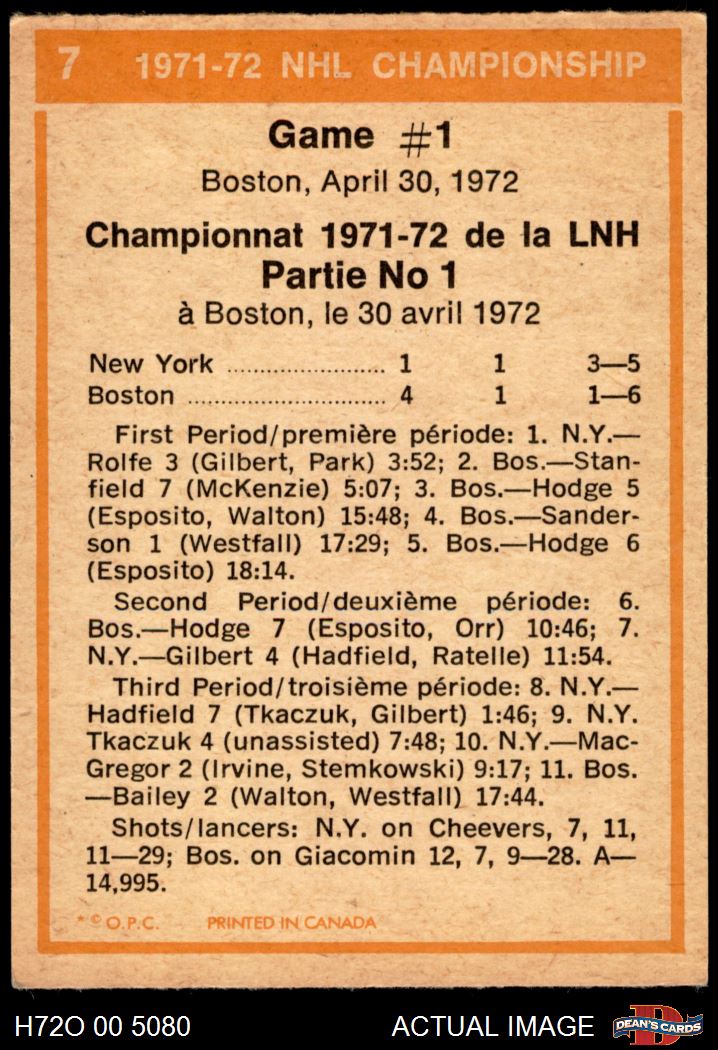 7 1971-72 NHL CHAMPIONSHIP
Game #1
Boston, April 30, 1972
Championnat 1971-72 de la LNH
Partie No 1
à Boston, le 30 avril 1972
New York ........................ 1 1 3—5
Boston .............................. 4 1 1—6
First Period/première période: 1. N.Y.—
Rolfe 3 (Gilbert, Park) 3:52; 2. Bos.—Stan-
field 7 (McKenzie) 5:07; 3. Bos.—Hodge 5
(Esposito, Walton) 15:48; 4. Bos.—Sander-
son 1 (Westfall) 17:29; 5. Bos.—Hodge 6
(Esposito) 18:14.
Second Period/deuxième période: 6.
Bos.—Hodge 7 (Esposito, Orr) 10:46; 7.
N.Y.—Gilbert 4 (Hadfield, Ratelle) 11:54.
Third Period/troisième période: 8. N.Y.—
Hadfield 7 (Tkaczuk, Gilbert) 1:46; 9. N.Y.
Tkaczuk 4 (unassisted) 7:48; 10. N.Y.—Mac-
Gregor 2 (Irvine, Stemkowski) 9:17; 11. Bos.
—Bailey 2 (Walton, Westfall) 17:44.
Shots/lancers: N.Y. on Cheevers, 7, 11,
11—29; Bos. on Giacomin 12, 7, 9—28. A—
14,995.
* © O.P.C. PRINTED IN CANADA
H72O 00 5080 ACTUAL IMAGE D DEAN'S CARDS